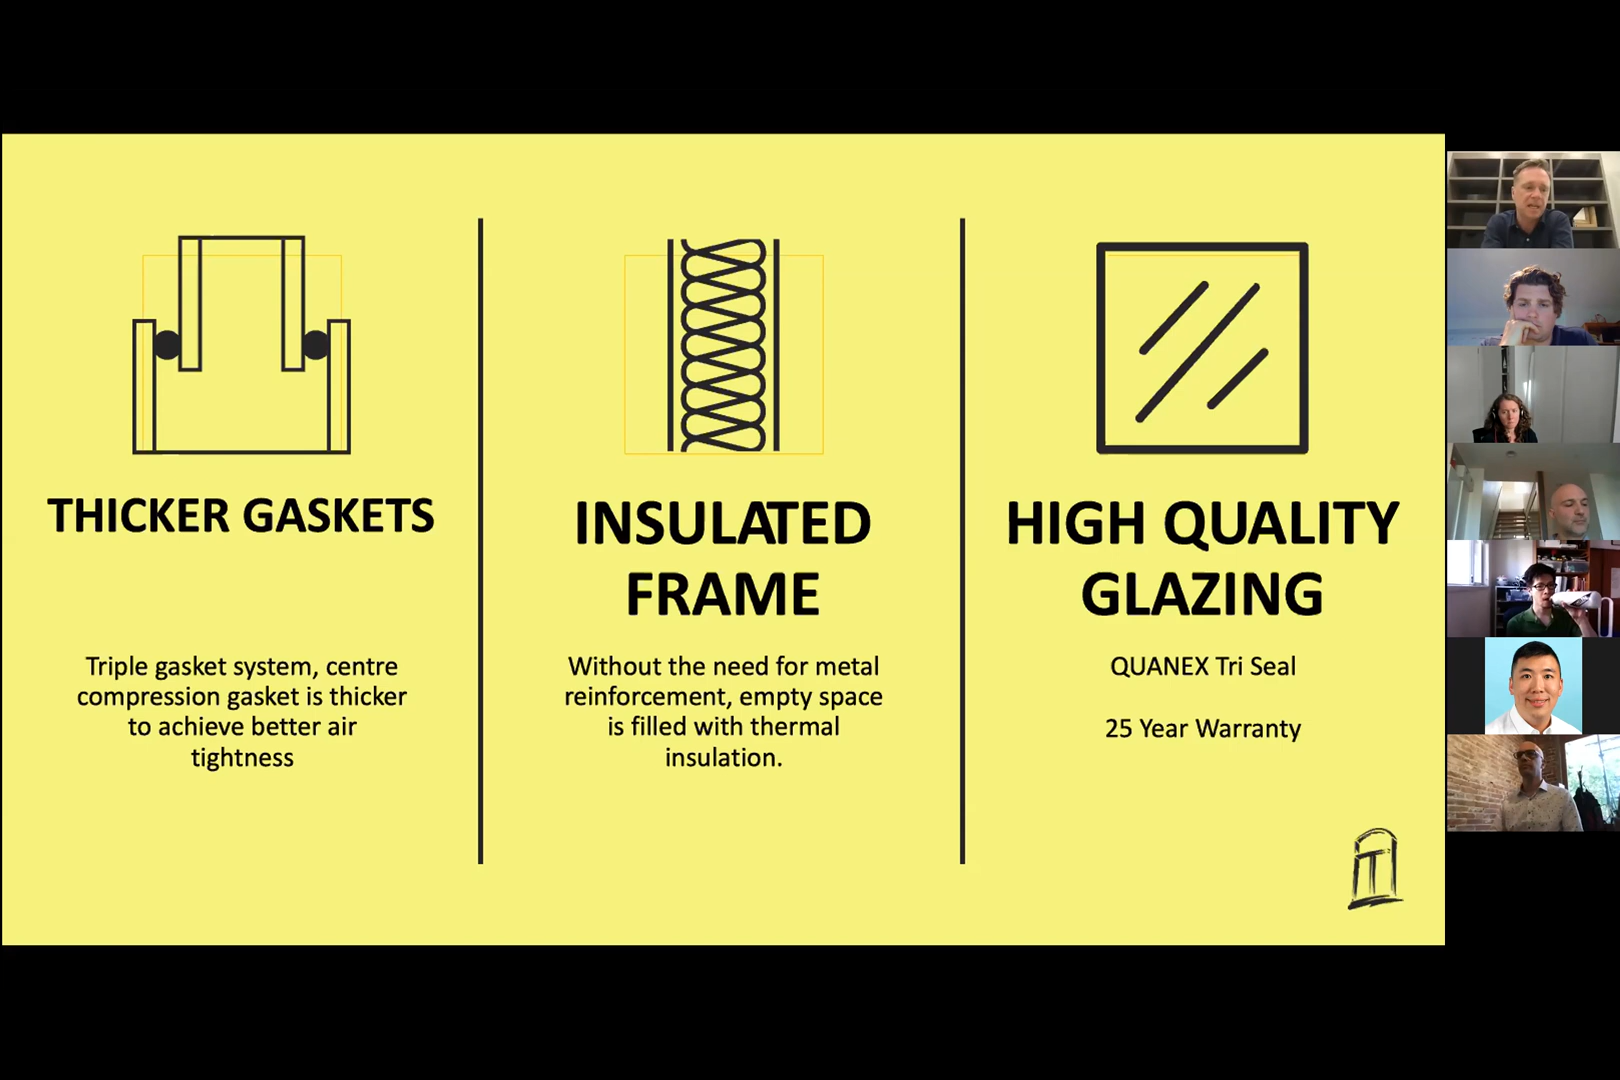 THICKER GASKETS
Triple gasket system, centre
compression gasket is thicker
to achieve better air
tightness
INSULATED
FRAME
Without the need for metal
reinforcement, empty space
is filled with thermal
insulation.
HIGH QUALITY
GLAZING
QUANEX Tri Seal
25 Year Warranty